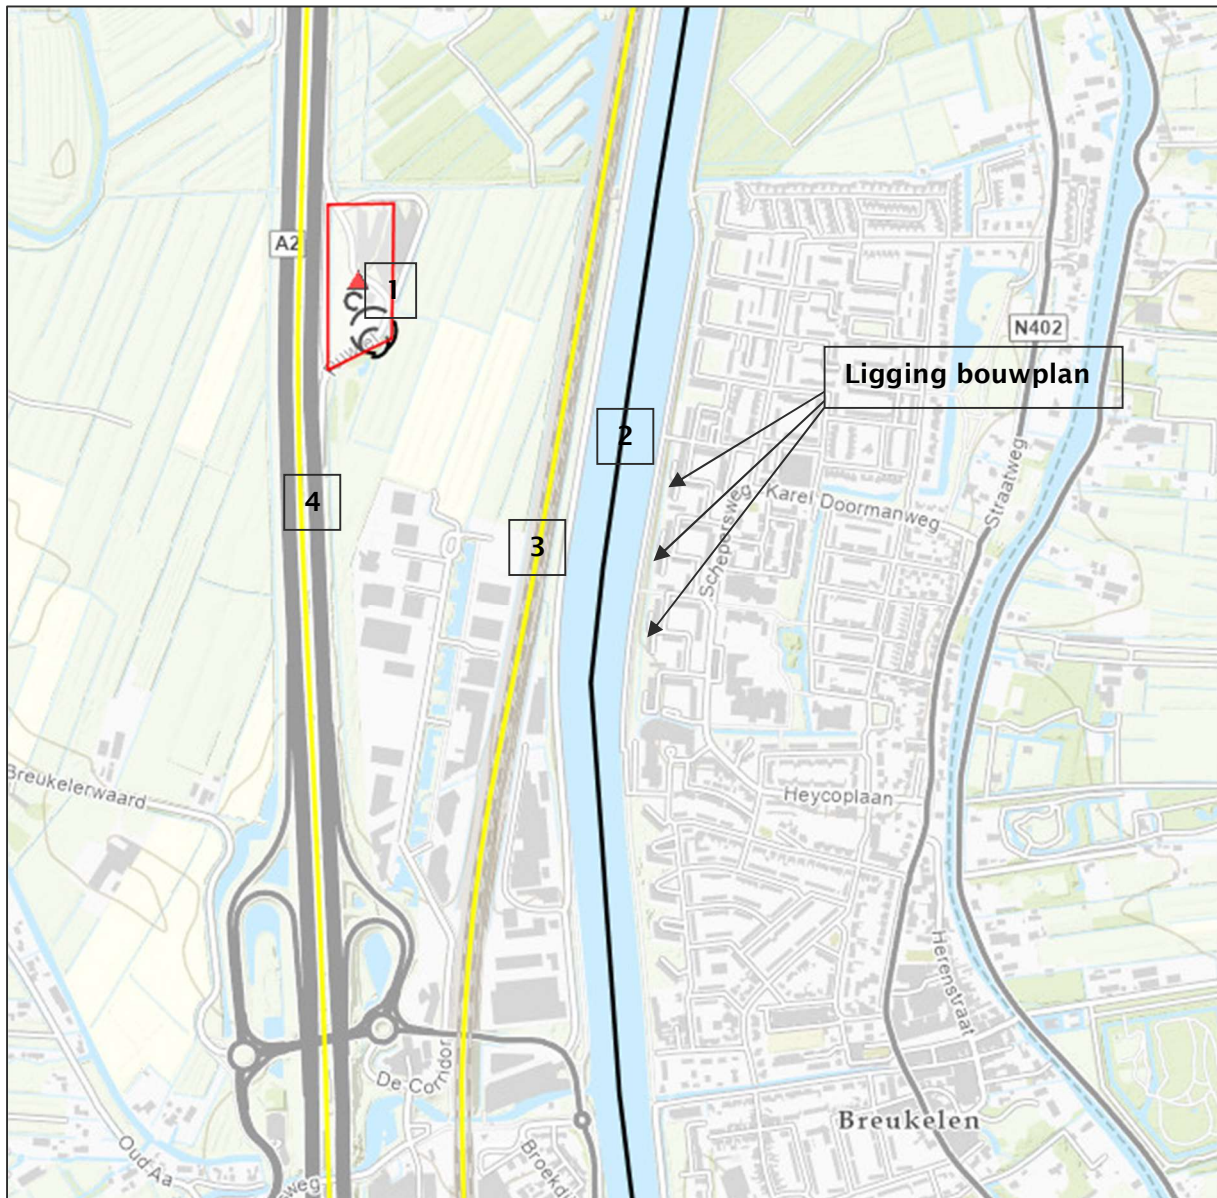 A2
1
N402
Ligging bouwplan
2
Straatweg
Karel Doormanweg
Schepersweg
4
3
Breukelerwaard
Heycoplaan
Herenstraat
De Corridor
Breukelen
Oud Aa